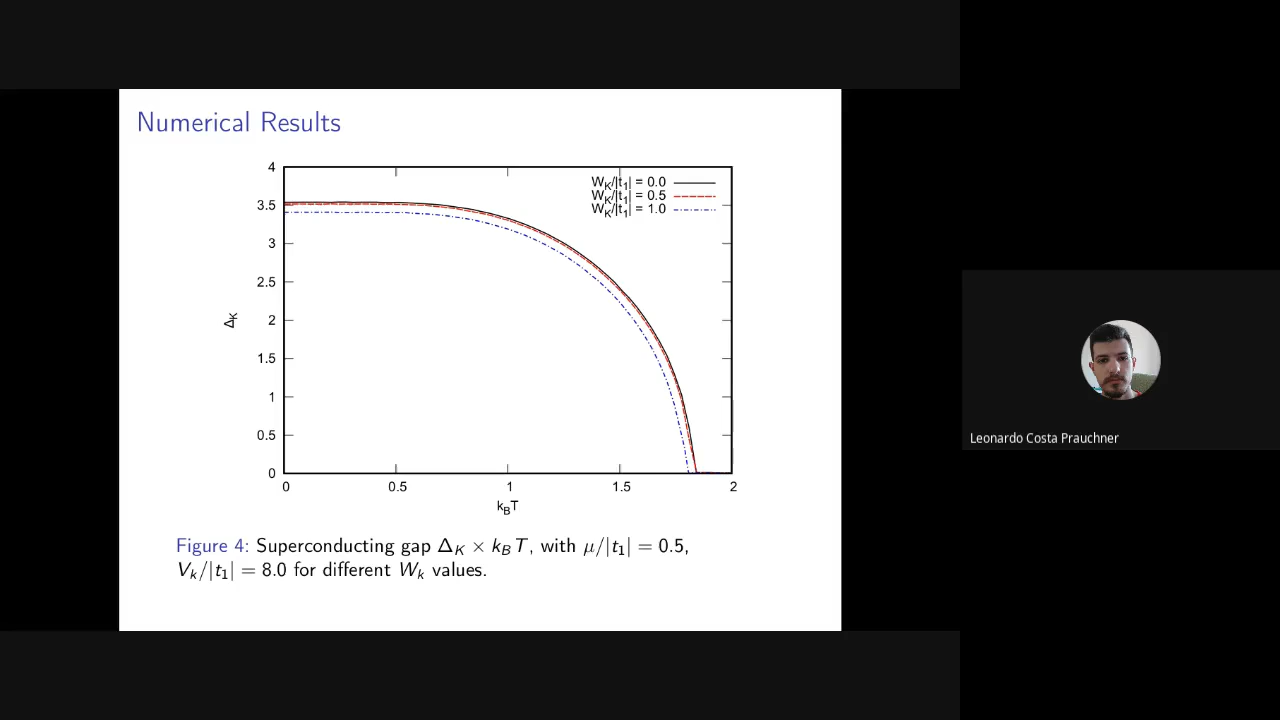 Numerical Results
4
3.5
3
2.5
2
1.5
1
0.5
0
0 0.5 1 1.5 2
Δ_K
k_BT
W_K/|t_1| = 0.0
W_K/|t_1| = 0.5
W_K/|t_1| = 1.0
Figure 4: Superconducting gap Δ_K × k_B T, with μ/|t_1| = 0.5,
V_k/|t_1| = 8.0 for different W_k values.
Leonardo Costa Prauchner